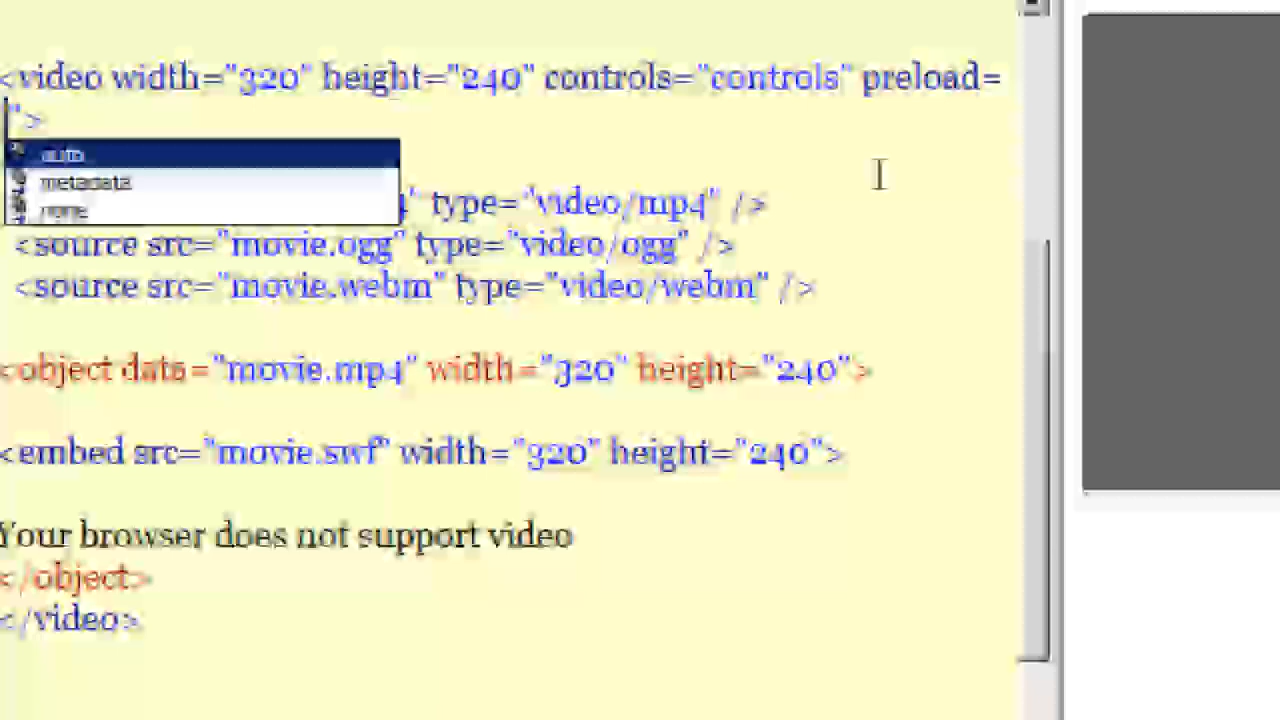 <video width="320" height="240" controls="controls" preload=
">
auto
metadata
none
4" type="video/mp4" />
<source src="movie.ogg" type="video/ogg" />
<source src="movie.webm" type="video/webm" />
<object data="movie.mp4" width="320" height="240">
<embed src="movie.swf" width="320" height="240">
Your browser does not support video
</object>
</video>